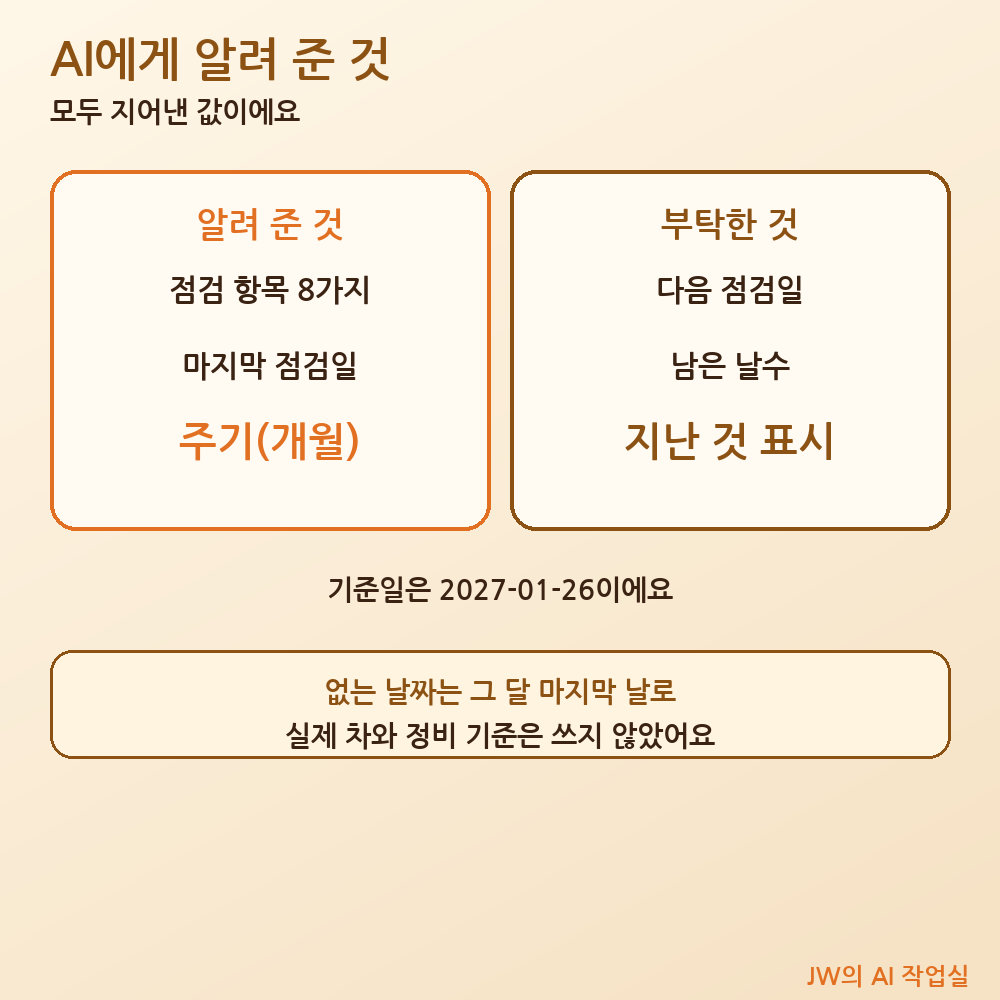 AI에게 알려 준 것
모두 지어낸 값이에요
알려 준 것
점검 항목 8가지
마지막 점검일
주기(개월)
부탁한 것
다음 점검일
남은 날수
지난 것 표시
기준일은 2027-01-26이에요
없는 날짜는 그 달 마지막 날로
실제 차와 정비 기준은 쓰지 않았어요
JW의 AI 작업실